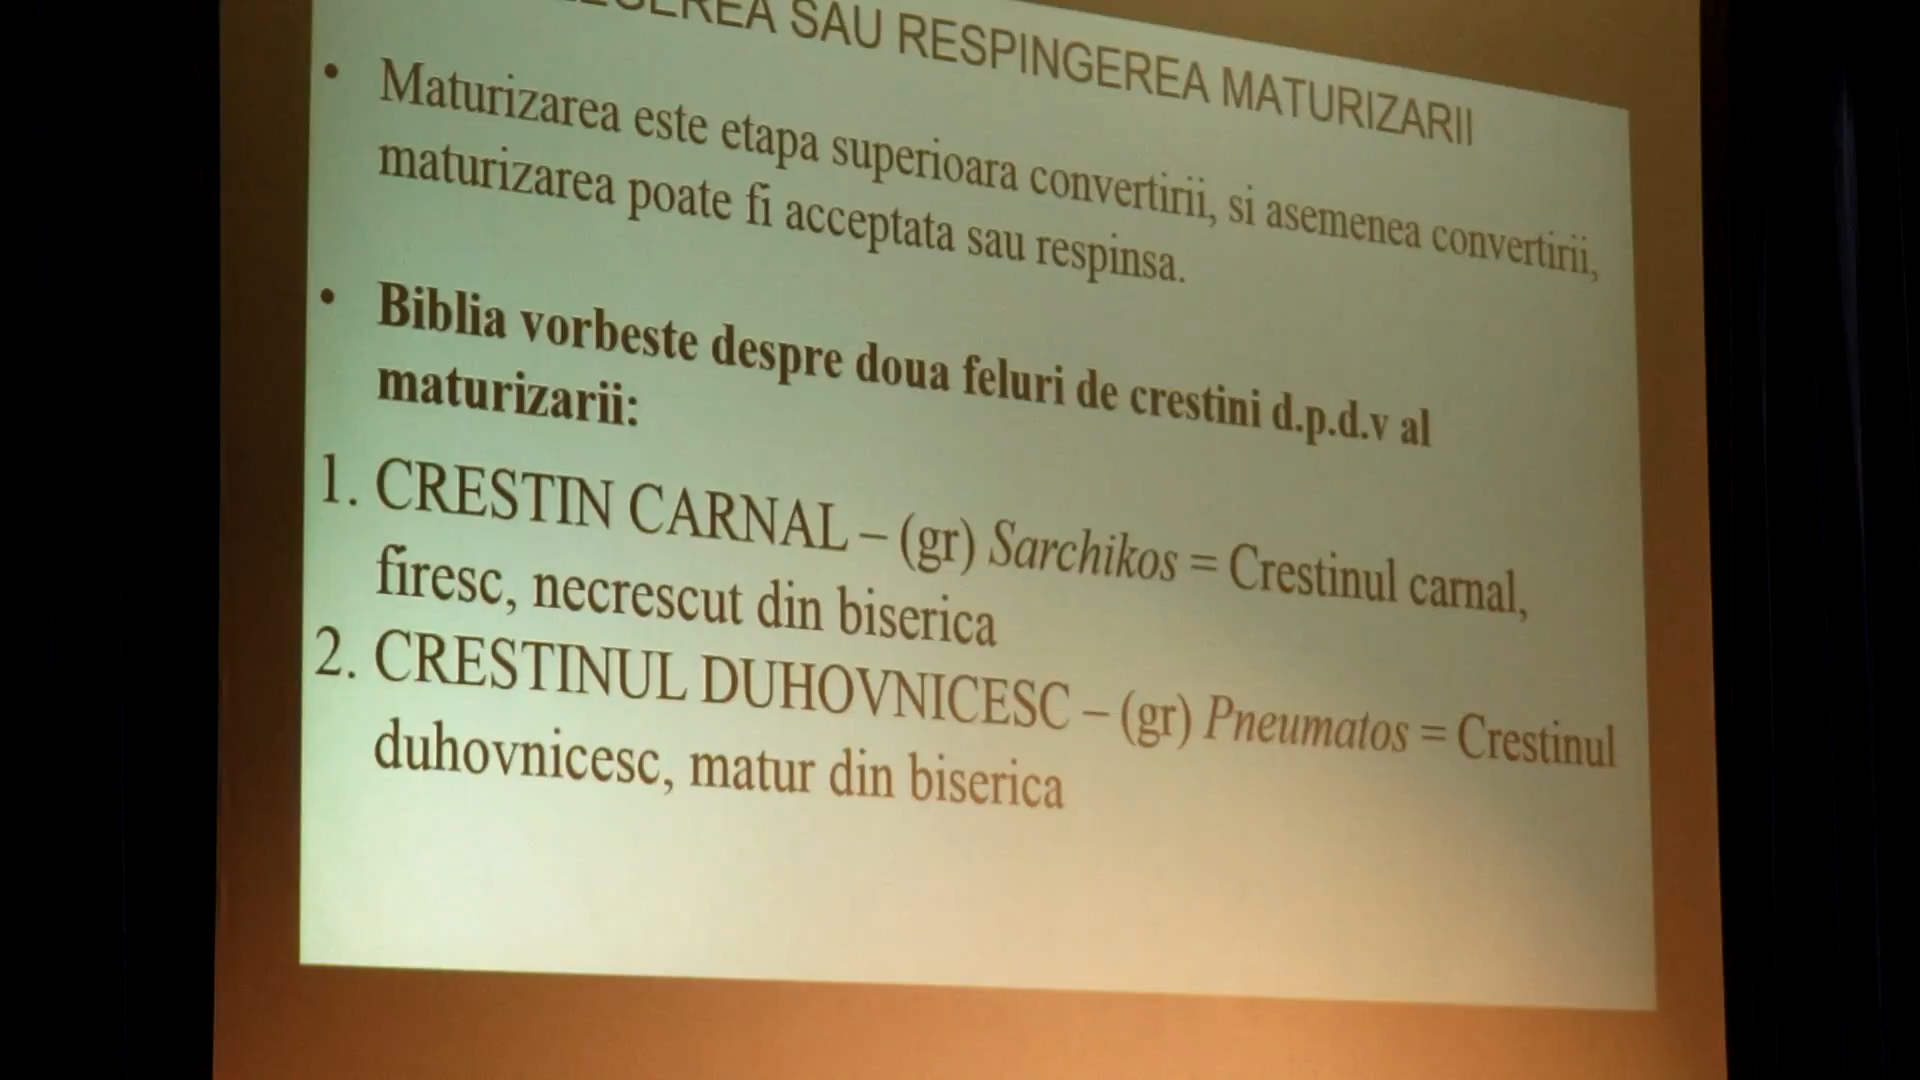 SAU RESPINGEREA MATURIZARII
• Maturizarea este etapa superioara convertirii, si asemenea convertirii,
maturizarea poate fi acceptata sau respinsa.
• Biblia vorbeste despre doua feluri de crestini d.p.d.v al
maturizarii:
1. CRESTIN CARNAL – (gr) Sarchikos = Crestinul carnal,
firesc, necrescut din biserica
2. CRESTINUL DUHOVNICESC – (gr) Pneumatos = Crestinul
duhovnicesc, matur din biserica